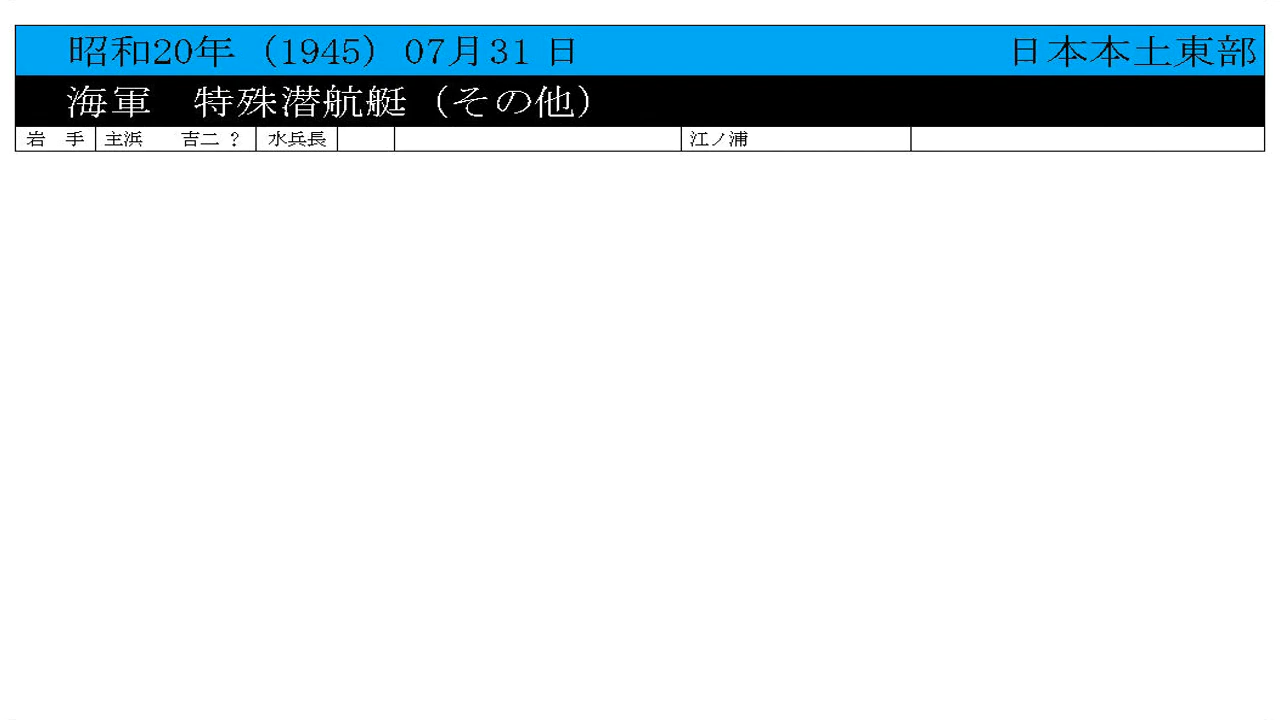 昭和20年（1945）07月31日　日本本土東部
海軍　特殊潜航艇（その他）
岩　手　主浜　　吉二？　水兵長　江ノ浦